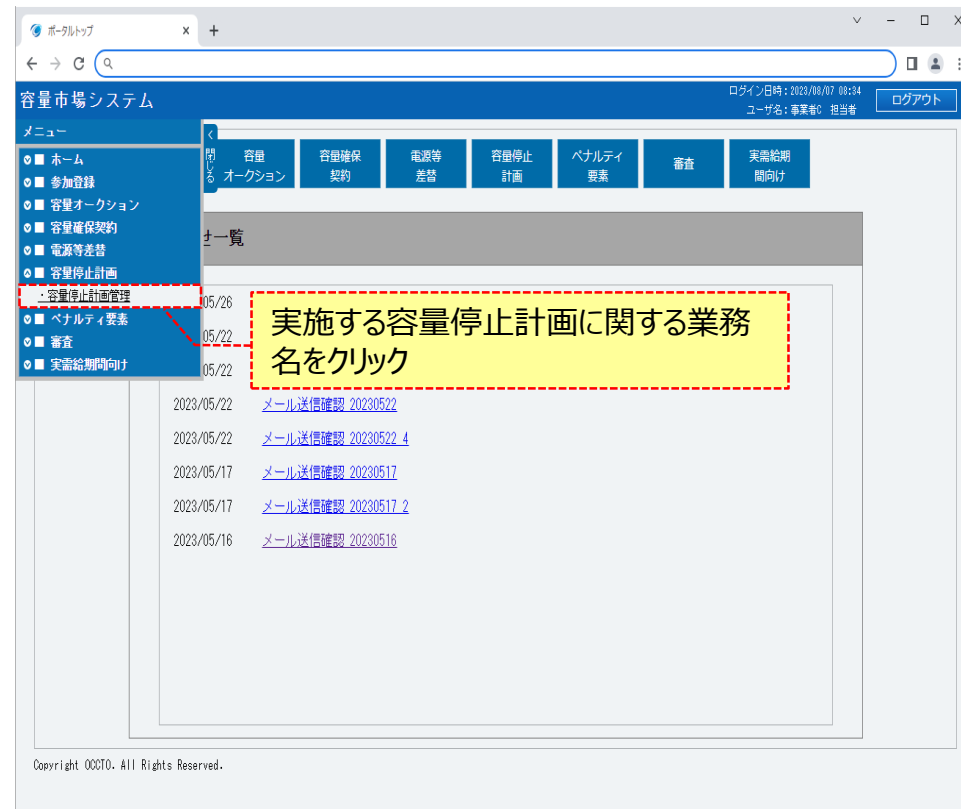 ポータルトップ
容量市場システム
ログイン日時：2023/08/07 08:34
ユーザ名：事業者C 担当者
ログアウト
メニュー
ホーム
参加登録
容量オークション
容量確保契約
電源等差替
容量停止計画
・容量停止計画管理
ペナルティ要素
審査
実需給期間向け
閉じる
容量
オークション
容量確保
契約
電源等
差替
容量停止
計画
ペナルティ
要素
審査
実需給期
間向け
せ一覧
05/26
05/22
05/22
実施する容量停止計画に関する業務
名をクリック
2023/05/22 メール送信確認 20230522
2023/05/22 メール送信確認 20230522 4
2023/05/17 メール送信確認 20230517
2023/05/17 メール送信確認 20230517 2
2023/05/16 メール送信確認 20230516
Copyright OCCTO. All Rights Reserved.